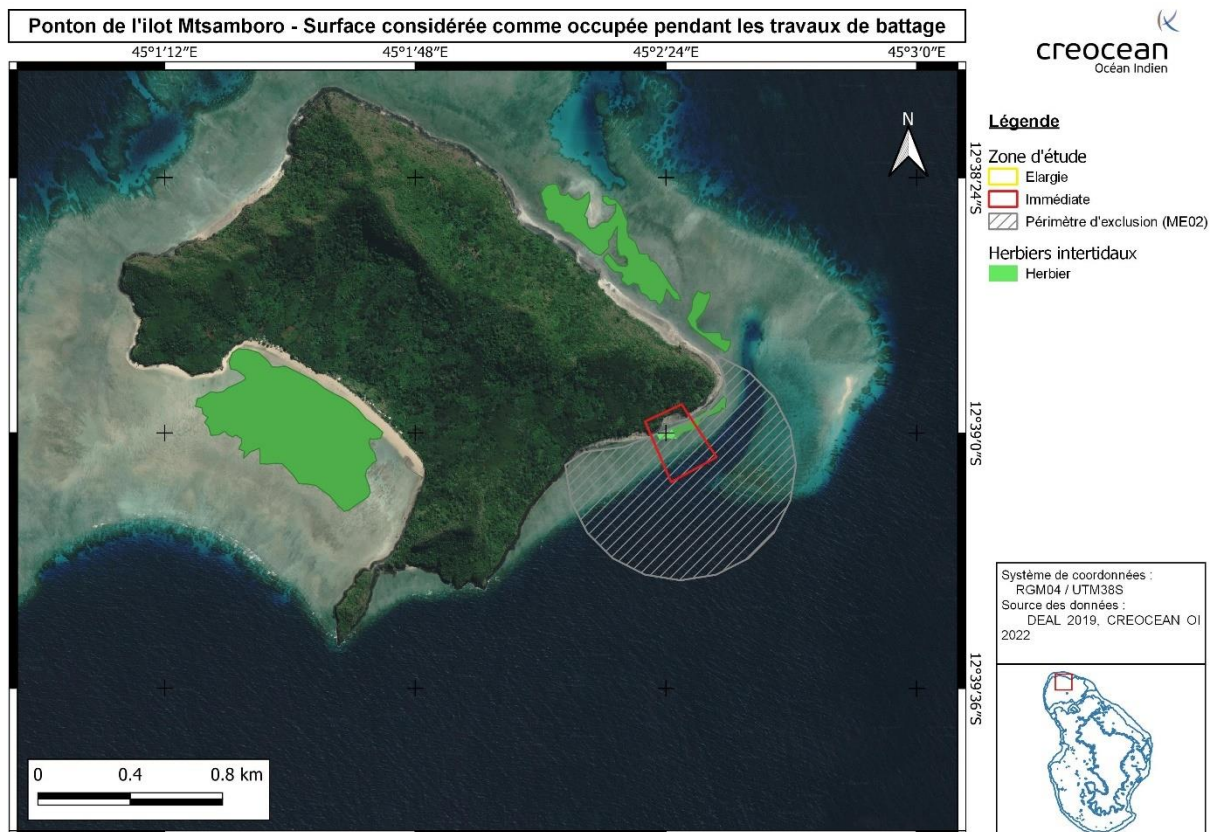 Ponton de l'ilot Mtsamboro - Surface considérée comme occupée pendant les travaux de battage
45°1'12"E 45°1'48"E 45°2'24"E 45°3'0"E
creocean
Océan Indien
N
Légende
Zone d'étude
Elargie
Immédiate
Périmètre d'exclusion (ME02)
Herbiers intertidaux
Herbier
12°38'24"S
12°39'0"S
12°39'36"S
0 0.4 0.8 km
Système de coordonnées :
RGM04 / UTM38S
Source des données :
DEAL 2019, CREOCEAN OI
2022